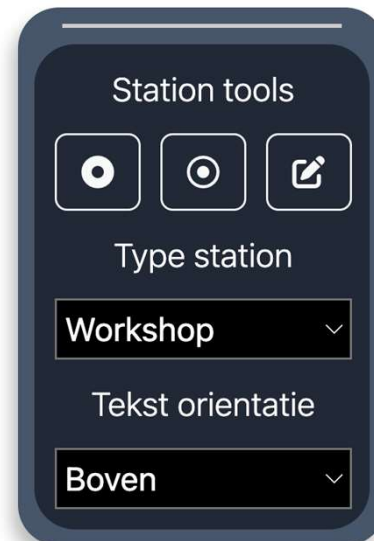 Station tools
Type station
Workshop
Tekst orientatie
Boven